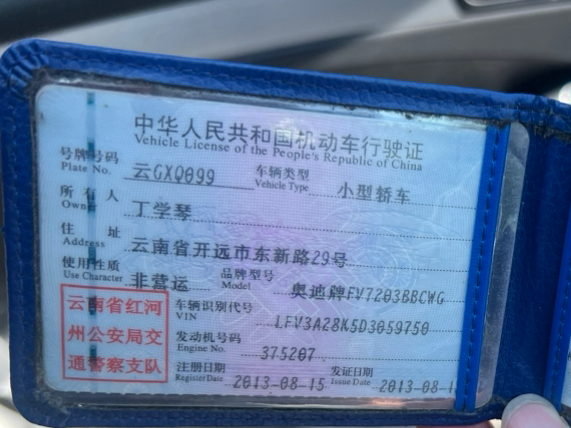 中华人民共和国机动车行驶证
Vehicle License of the People's Republic of China
号牌号码 云GXQ099 车辆类型 小型轿车
Plate No. Vehicle Type
所有人 丁学琴
Owner
住址 云南省开远市东新路29号
Address
使用性质 非营运 品牌型号 奥迪牌FV7203BBCWG
Use Character Model
云南省红河
州公安局交
通警察支队
车辆识别代号 LFV3A28K5D3059750
VIN
发动机号码 375207
Engine No.
注册日期 2013-08-15 发证日期 2013-08-1
Register Date Issue Date